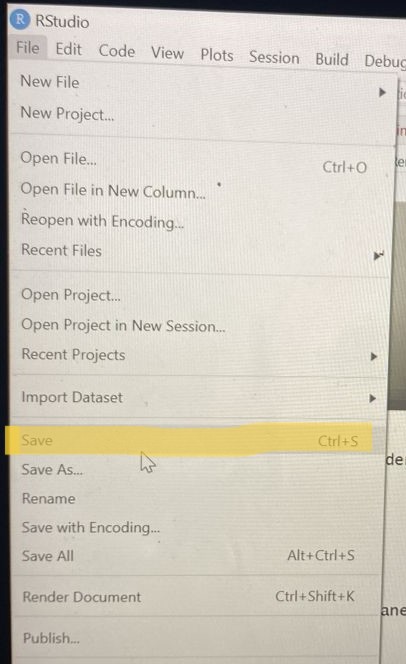 R RStudio
File Edit Code View Plots Session Build Debug
New File
New Project...
Open File... Ctrl+O
Open File in New Column...
Reopen with Encoding...
Recent Files
Open Project...
Open Project in New Session...
Recent Projects
Import Dataset
Save Ctrl+S
Save As...
Rename
Save with Encoding...
Save All Alt+Ctrl+S
Render Document Ctrl+Shift+K
Publish...